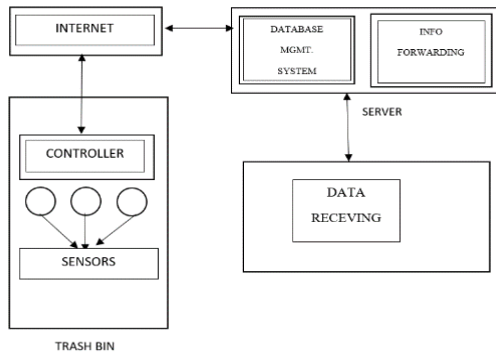 INTERNET
DATABASE
MGMT.
SYSTEM
INFO
FORWARDING
SERVER
CONTROLLER
SENSORS
TRASH BIN
DATA
RECEVING